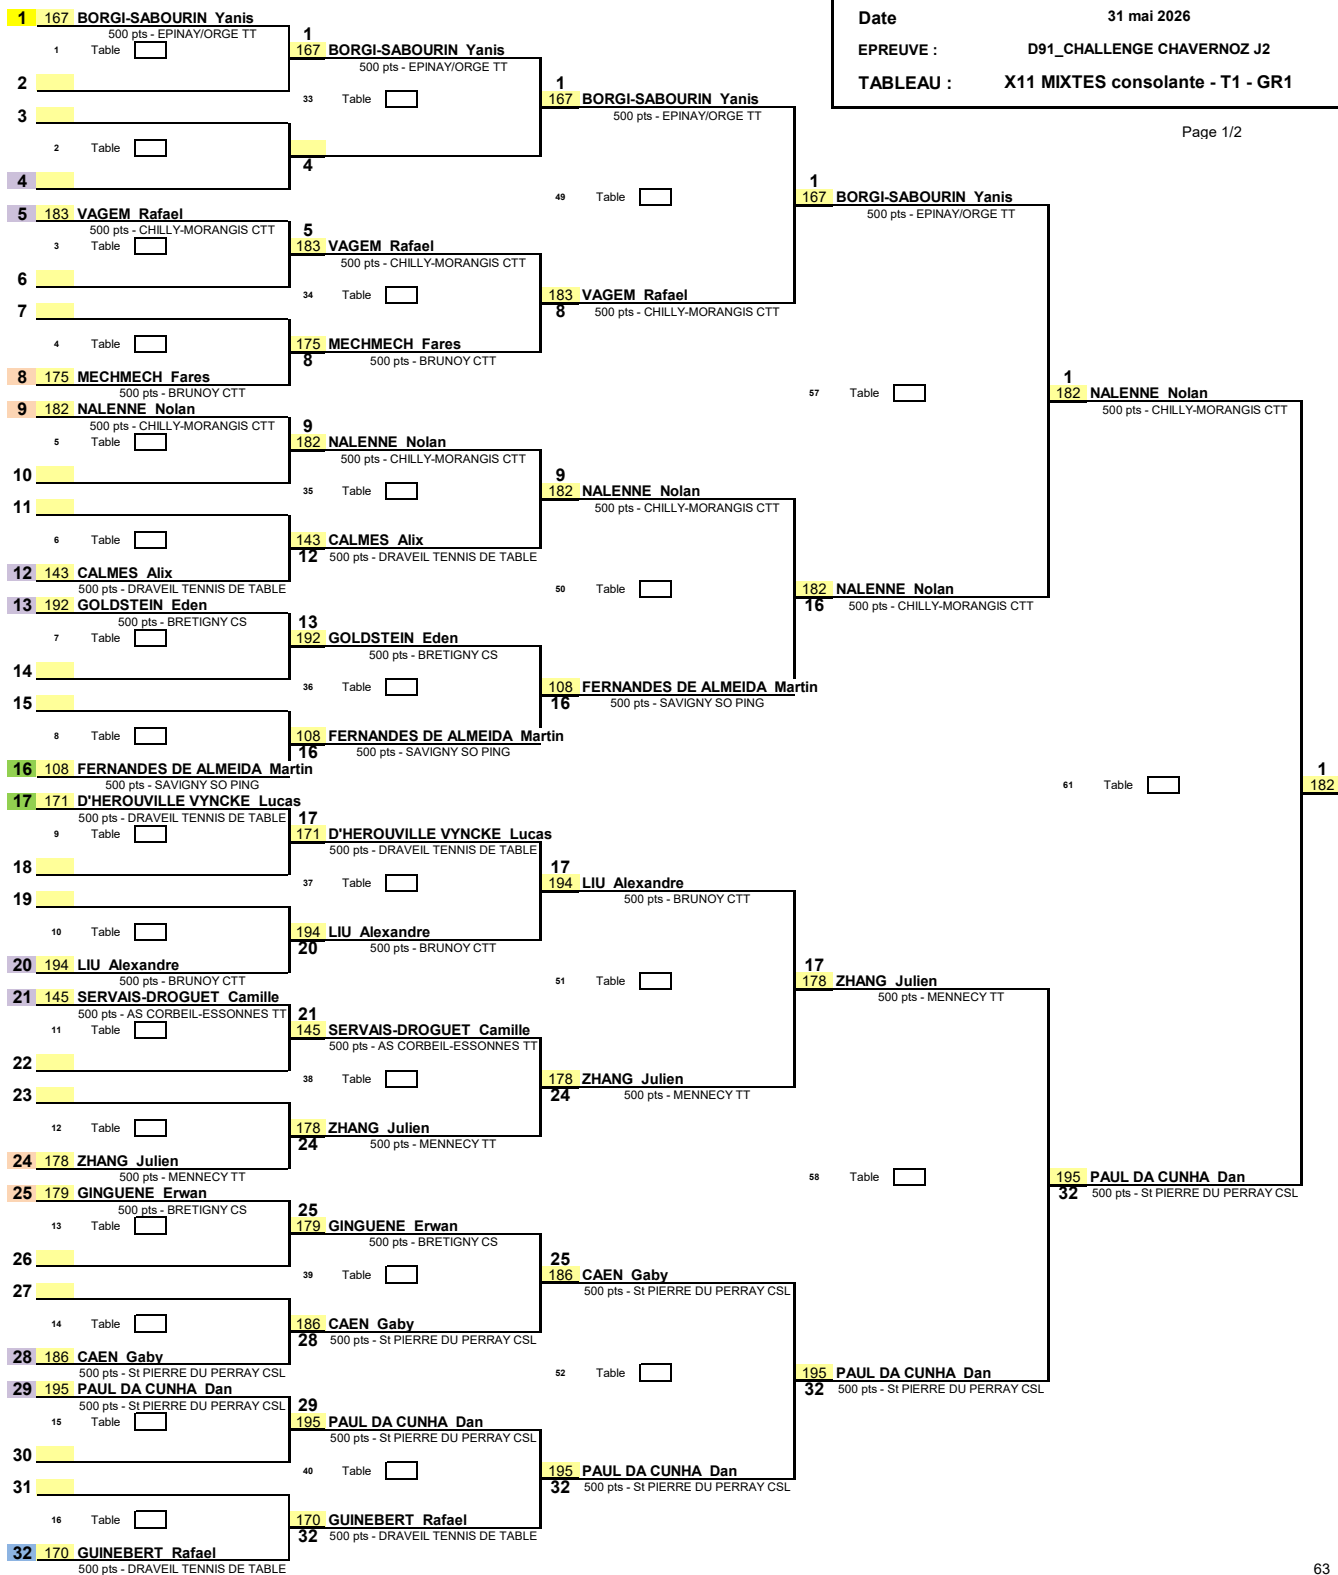 Date 31 mai 2026
EPREUVE : D91_CHALLENGE CHAVERNOZ J2
TABLEAU : X11 MIXTES consolante - T1 - GR1
Page 1/2
1 167 BORGI-SABOURIN Yanis
500 pts - EPINAY/ORGE TT
1 Table
2
3
2 Table
4
5 183 VAGEM Rafael
500 pts - CHILLY-MORANGIS CTT
3 Table
6
7
4 Table
8 175 MECHMECH Fares
500 pts - BRUNOY CTT
9 182 NALENNE Nolan
500 pts - CHILLY-MORANGIS CTT
5 Table
10
11
6 Table
12 143 CALMES Alix
500 pts - DRAVEIL TENNIS DE TABLE
13 192 GOLDSTEIN Eden
500 pts - BRETIGNY CS
7 Table
14
15
8 Table
16 108 FERNANDES DE ALMEIDA Martin
500 pts - SAVIGNY SO PING
17 171 D'HEROUVILLE VYNCKE Lucas
500 pts - DRAVEIL TENNIS DE TABLE
9 Table
18
19
10 Table
20 194 LIU Alexandre
500 pts - BRUNOY CTT
21 145 SERVAIS-DROGUET Camille
500 pts - AS CORBEIL-ESSONNES TT
11 Table
22
23
12 Table
24 178 ZHANG Julien
500 pts - MENNECY TT
25 179 GINGUENE Erwan
500 pts - BRETIGNY CS
13 Table
26
27
14 Table
28 186 CAEN Gaby
500 pts - St PIERRE DU PERRAY CSL
29 195 PAUL DA CUNHA Dan
500 pts - St PIERRE DU PERRAY CSL
15 Table
30
31
16 Table
32 170 GUINEBERT Rafael
500 pts - DRAVEIL TENNIS DE TABLE
1
167 BORGI-SABOURIN Yanis
500 pts - EPINAY/ORGE TT
33 Table
4
5
183 VAGEM Rafael
500 pts - CHILLY-MORANGIS CTT
34 Table
175 MECHMECH Fares
8 500 pts - BRUNOY CTT
9
182 NALENNE Nolan
500 pts - CHILLY-MORANGIS CTT
35 Table
143 CALMES Alix
12 500 pts - DRAVEIL TENNIS DE TABLE
13
192 GOLDSTEIN Eden
500 pts - BRETIGNY CS
36 Table
108 FERNANDES DE ALMEIDA Martin
16 500 pts - SAVIGNY SO PING
17
171 D'HEROUVILLE VYNCKE Lucas
500 pts - DRAVEIL TENNIS DE TABLE
37 Table
194 LIU Alexandre
20 500 pts - BRUNOY CTT
21
145 SERVAIS-DROGUET Camille
500 pts - AS CORBEIL-ESSONNES TT
38 Table
178 ZHANG Julien
24 500 pts - MENNECY TT
25
179 GINGUENE Erwan
500 pts - BRETIGNY CS
39 Table
186 CAEN Gaby
28 500 pts - St PIERRE DU PERRAY CSL
29
195 PAUL DA CUNHA Dan
500 pts - St PIERRE DU PERRAY CSL
40 Table
170 GUINEBERT Rafael
32 500 pts - DRAVEIL TENNIS DE TABLE
1
167 BORGI-SABOURIN Yanis
500 pts - EPINAY/ORGE TT
49 Table
183 VAGEM Rafael
8 500 pts - CHILLY-MORANGIS CTT
9
182 NALENNE Nolan
500 pts - CHILLY-MORANGIS CTT
50 Table
108 FERNANDES DE ALMEIDA Martin
16 500 pts - SAVIGNY SO PING
17
194 LIU Alexandre
500 pts - BRUNOY CTT
51 Table
178 ZHANG Julien
24 500 pts - MENNECY TT
25
186 CAEN Gaby
500 pts - St PIERRE DU PERRAY CSL
52 Table
195 PAUL DA CUNHA Dan
32 500 pts - St PIERRE DU PERRAY CSL
1
167 BORGI-SABOURIN Yanis
500 pts - EPINAY/ORGE TT
57 Table
182 NALENNE Nolan
16 500 pts - CHILLY-MORANGIS CTT
17
178 ZHANG Julien
500 pts - MENNECY TT
58 Table
195 PAUL DA CUNHA Dan
32 500 pts - St PIERRE DU PERRAY CSL
1
182 NALENNE Nolan
500 pts - CHILLY-MORANGIS CTT
61 Table
195 PAUL DA CUNHA Dan
32 500 pts - St PIERRE DU PERRAY CSL
1
182
63